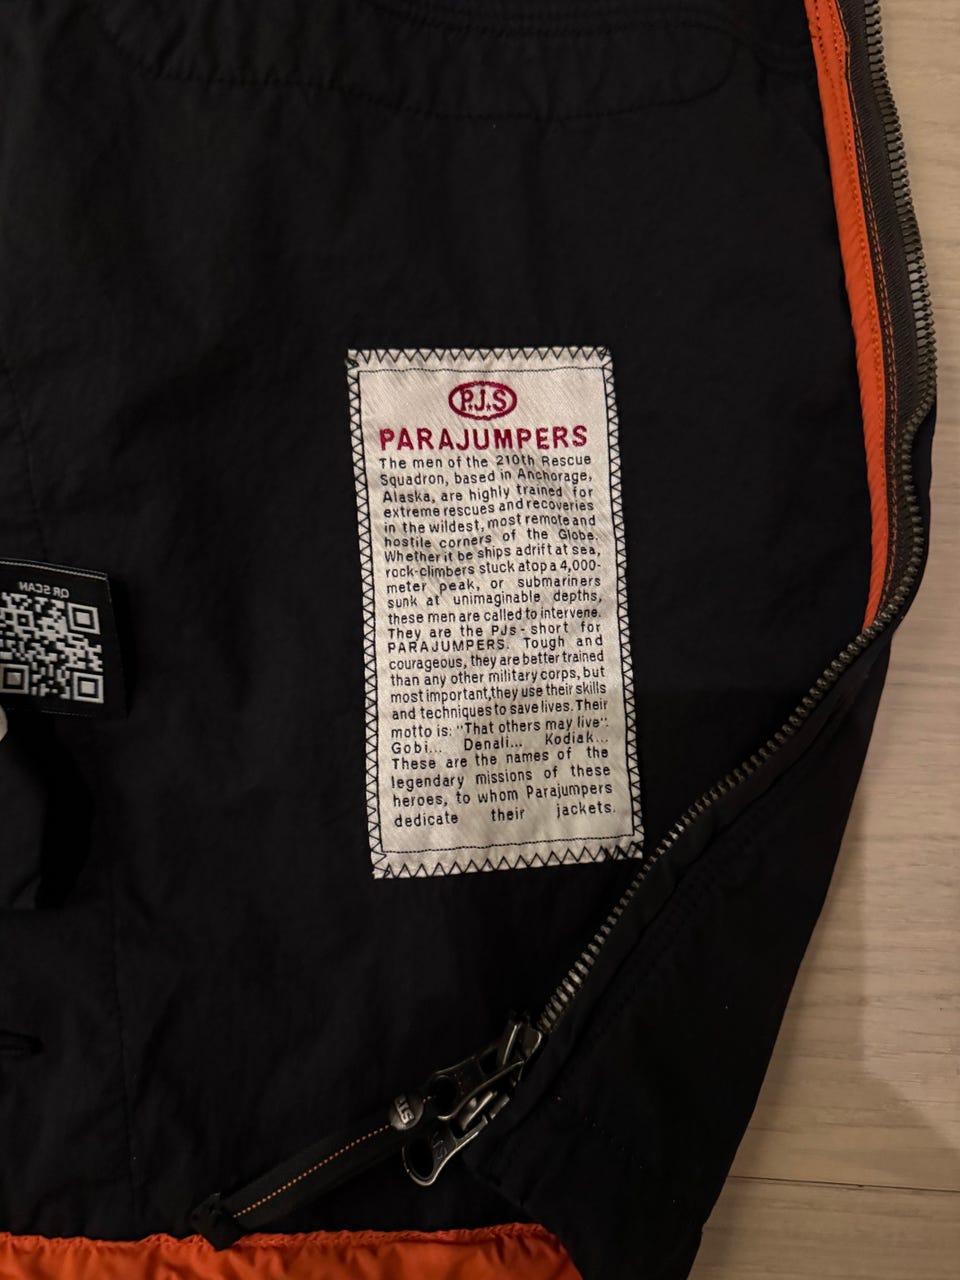 P.J.S
PARAJUMPERS
The men of the 210th Rescue
Squadron, based in Anchorage,
Alaska, are highly trained for
extreme rescues and recoveries
in the wildest, most remote and
hostile corners of the Globe.
Whether it be ships adrift at sea,
rock-climbers stuck atop a 4,000-
meter peak, or submariners
sunk at unimaginable depths,
these men are called to intervene.
They are the PJs - short for
PARAJUMPERS. Tough and
courageous, they are better trained
than any other military corps, but
most important,they use their skills
and techniques to save lives. Their
motto is: "That others may live".
Gobi... Denali... Kodiak...
These are the names of the
legendary missions of these
heroes, to whom Parajumpers
dedicate their jackets.
QR SCAN